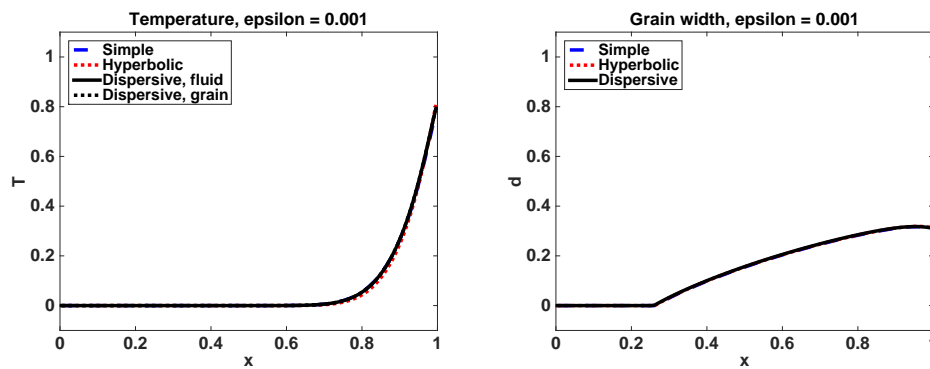 Temperature, epsilon = 0.001
Simple
Hyperbolic
Dispersive, fluid
Dispersive, grain
1
0.8
0.6
0.4
0.2
0
T
0 0.2 0.4 0.6 0.8 1
x
Grain width, epsilon = 0.001
Simple
Hyperbolic
Dispersive
1
0.8
0.6
0.4
0.2
0
d
0 0.2 0.4 0.6 0.8 1
x